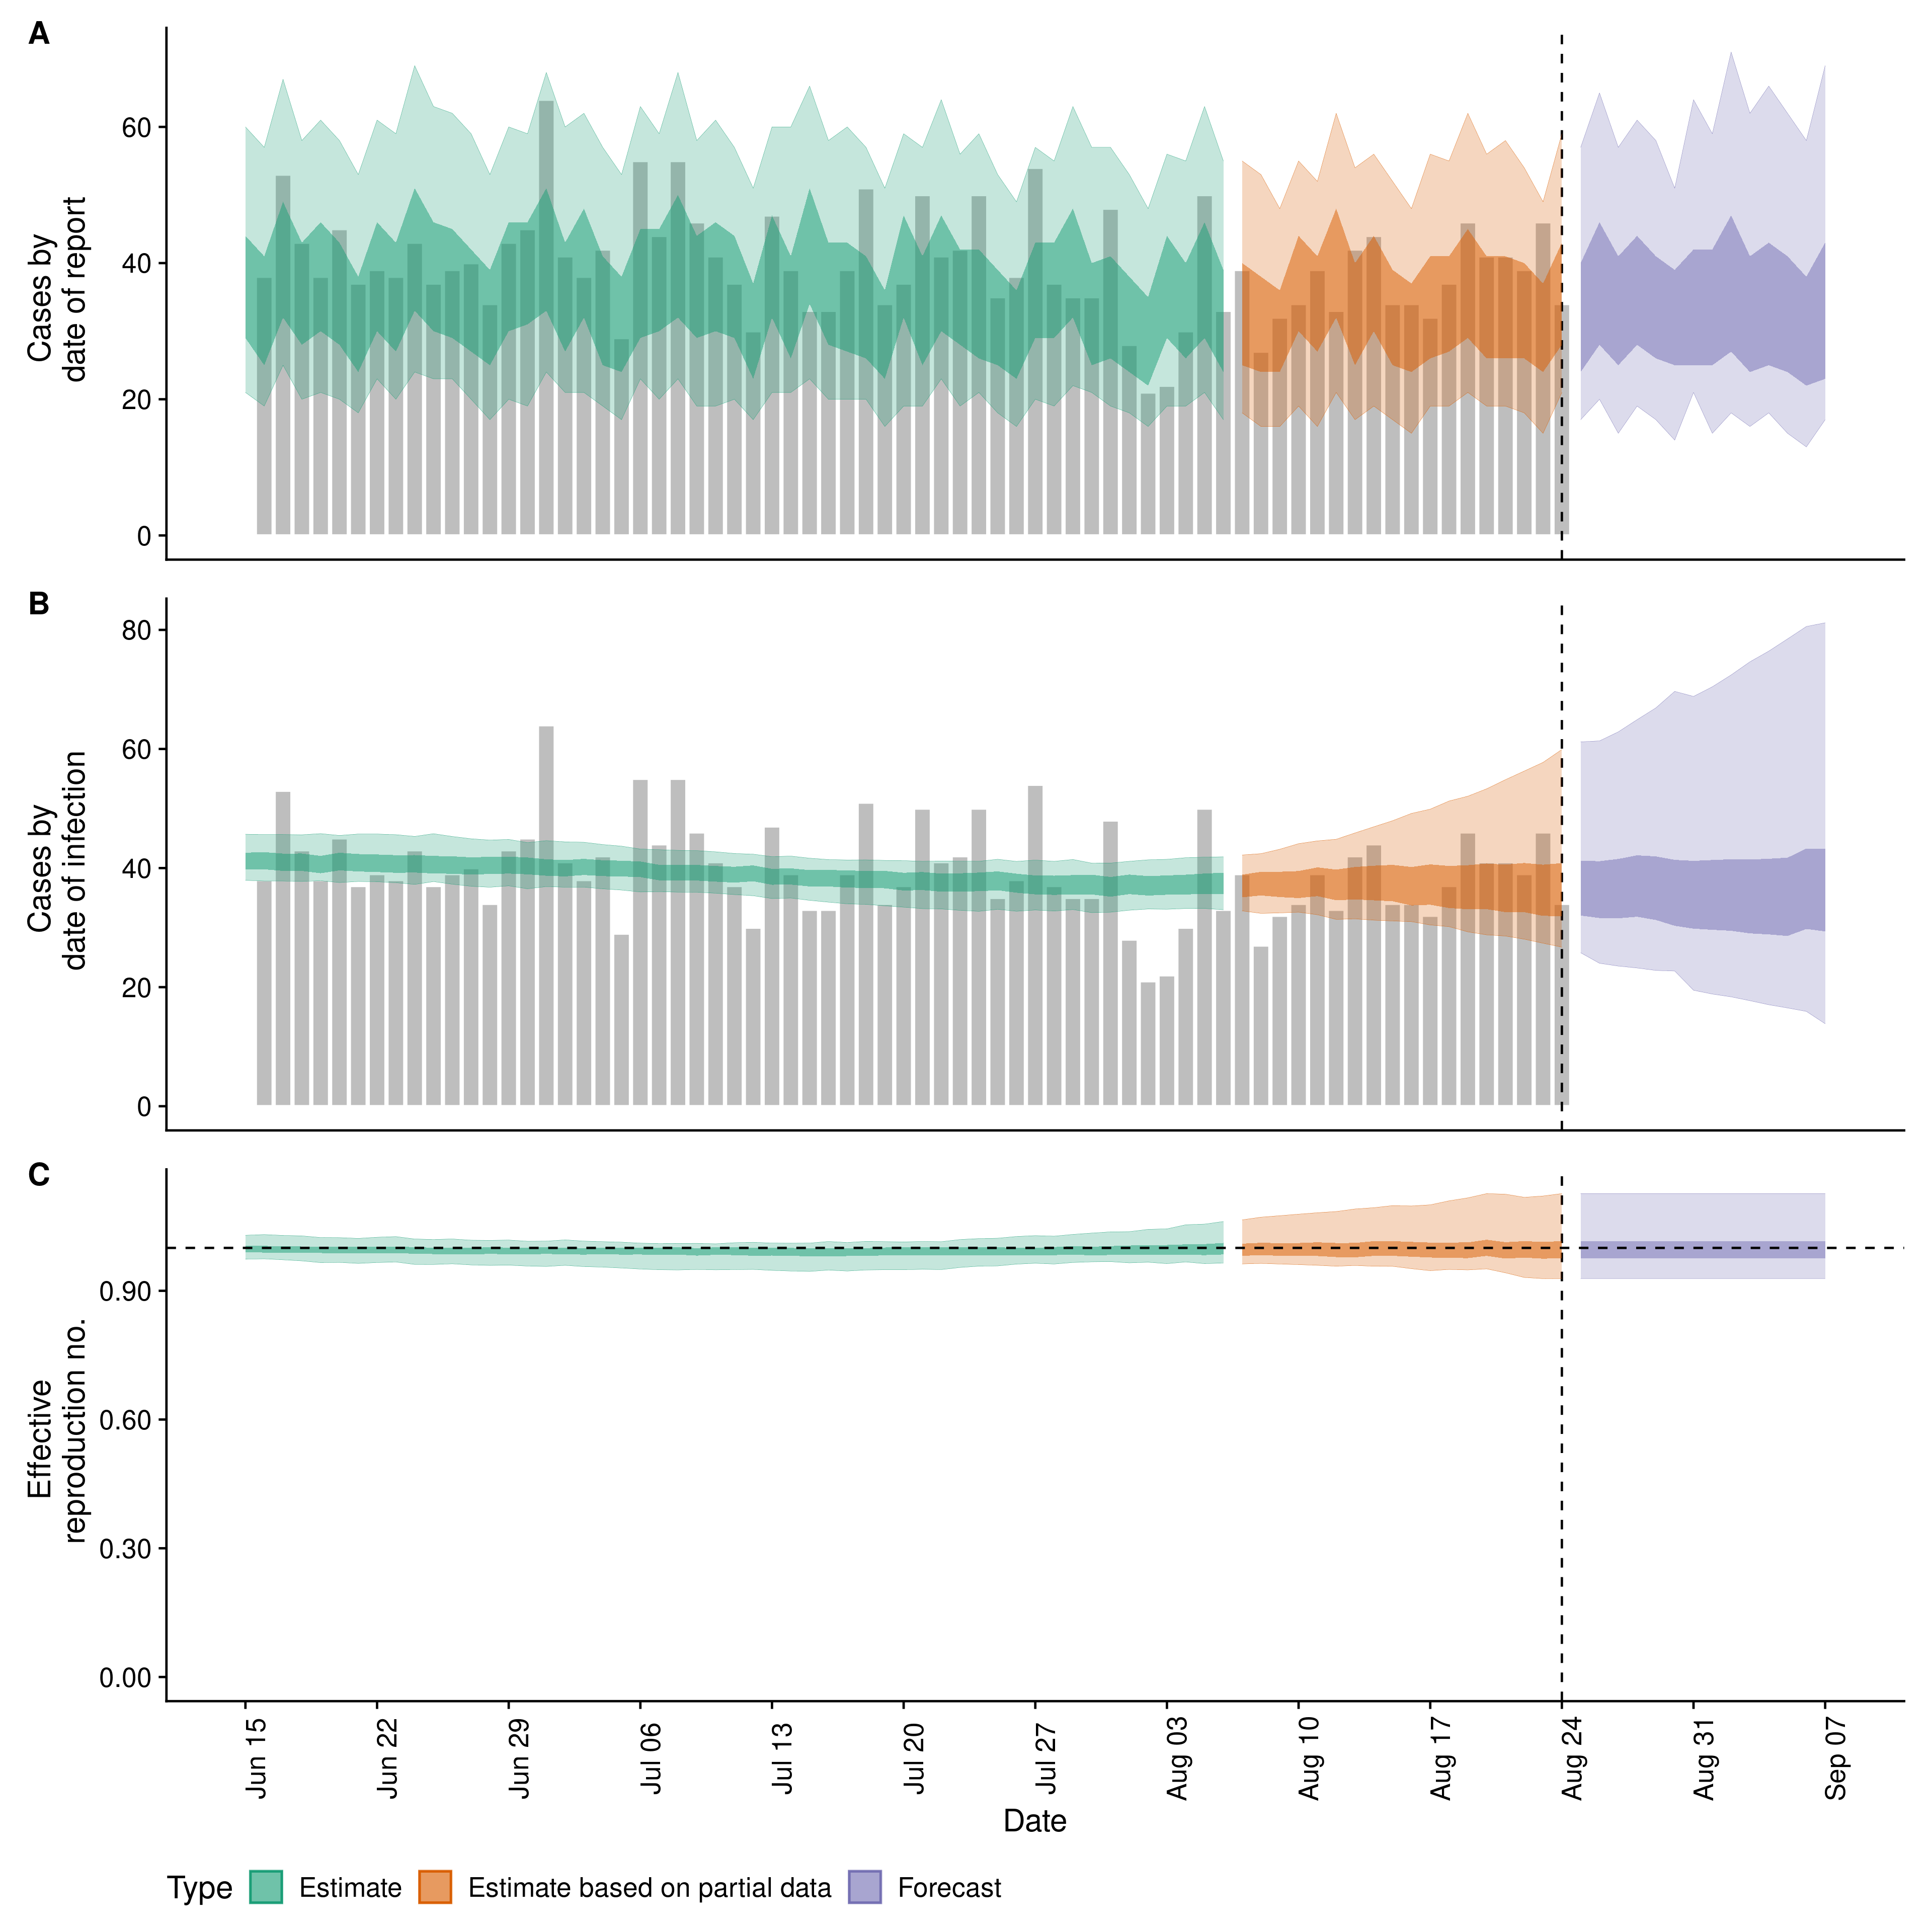 A
60
40
20
0
Cases by
date of report
B
80
60
40
20
0
Cases by
date of infection
C
0.90
0.60
0.30
0.00
Effective
reproduction no.
Jun 15
Jun 22
Jun 29
Jul 06
Jul 13
Jul 20
Jul 27
Aug 03
Aug 10
Aug 17
Aug 24
Aug 31
Sep 07
Date
Type Estimate Estimate based on partial data Forecast